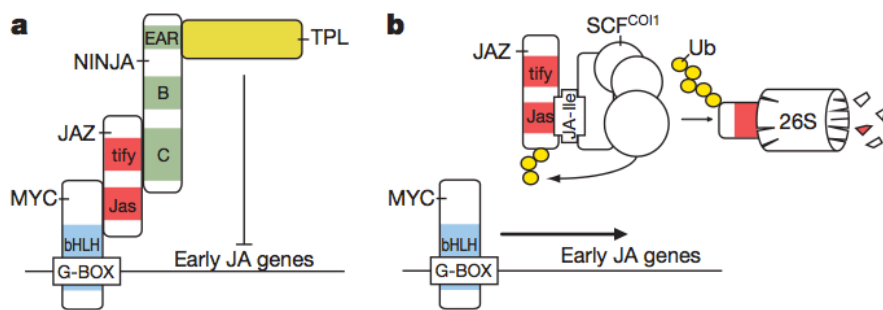 a
EAR
TPL
NINJA
B
JAZ
tify
C
MYC
Jas
bHLH
Early JA genes
G-BOX
b
SCF^COI1
Ub
JAZ
tify
Jas
JA-Ile
26S
MYC
bHLH
Early JA genes
G-BOX